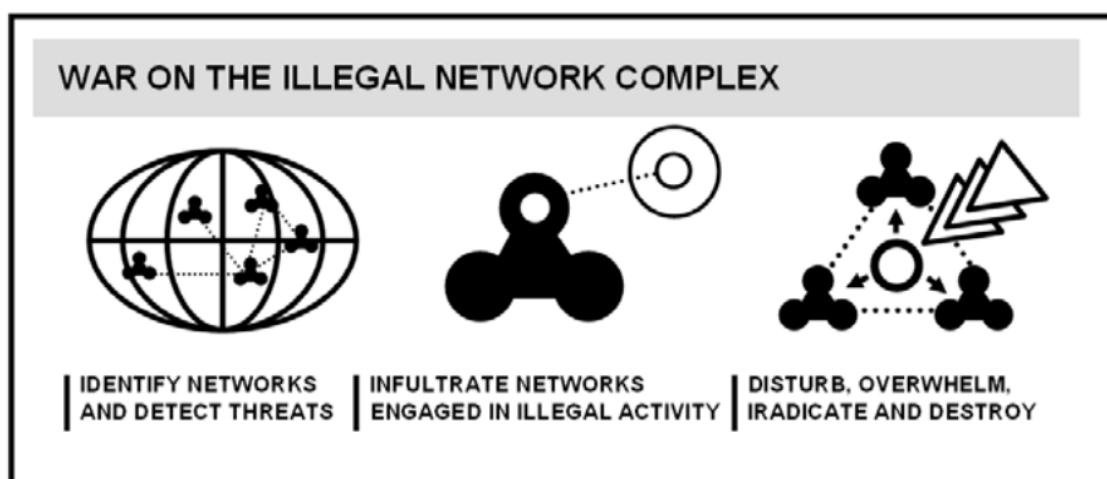 WAR ON THE ILLEGAL NETWORK COMPLEX
IDENTIFY NETWORKS
AND DETECT THREATS
INFULTRATE NETWORKS
ENGAGED IN ILLEGAL ACTIVITY
DISTURB, OVERWHELM,
IRADICATE AND DESTROY